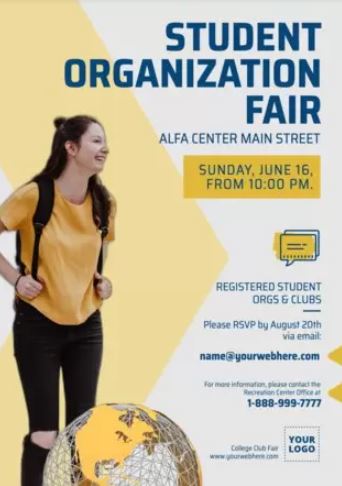 STUDENT
ORGANIZATION
FAIR
ALFA CENTER MAIN STREET
SUNDAY, JUNE 16,
FROM 10:00 PM.
REGISTERED STUDENT
ORGS & CLUBS
Please RSVP by August 20th
via email:
name@yourwebhere.com
For more information, please contact the
Recreation Center Office at
1-888-999-7777
College Club Fair
www.yourwebhere.com
YOUR
LOGO